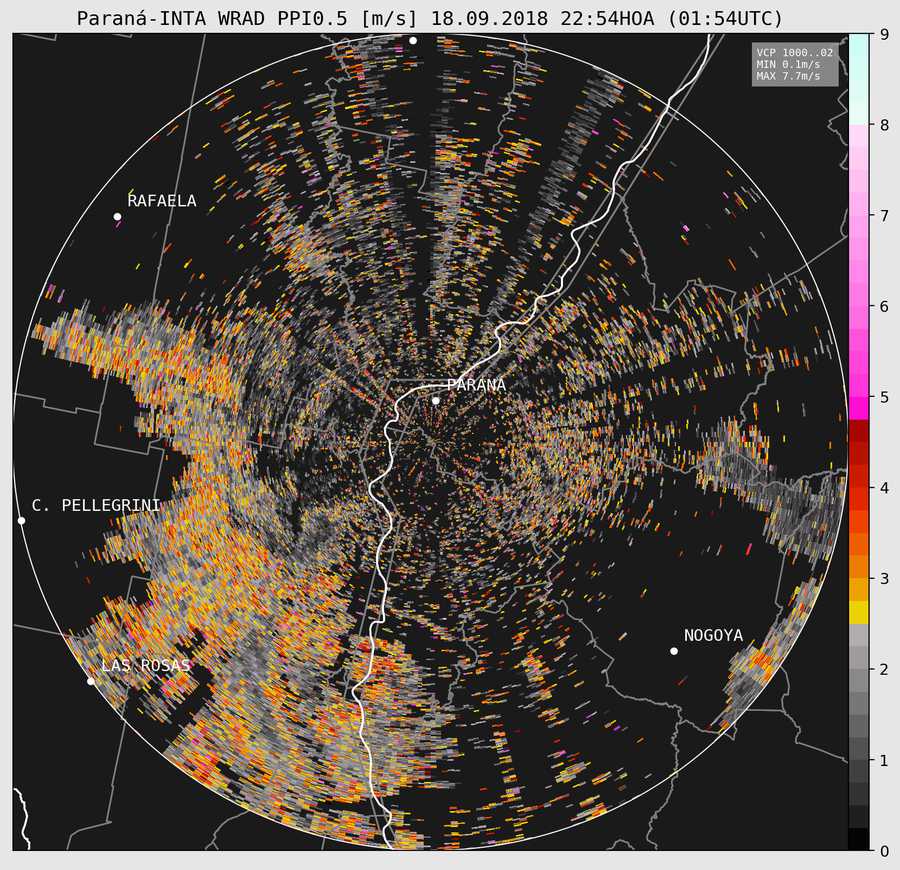 Paraná-INTA WRAD PPI0.5 [m/s] 18.09.2018 22:54HOA (01:54UTC)
VCP 1000..02
MIN 0.1m/s
MAX 7.7m/s
9
8
7
6
5
4
3
2
1
0
RAFAELA
PARANÁ
C. PELLEGRINI
NOGOYA
LAS ROSAS